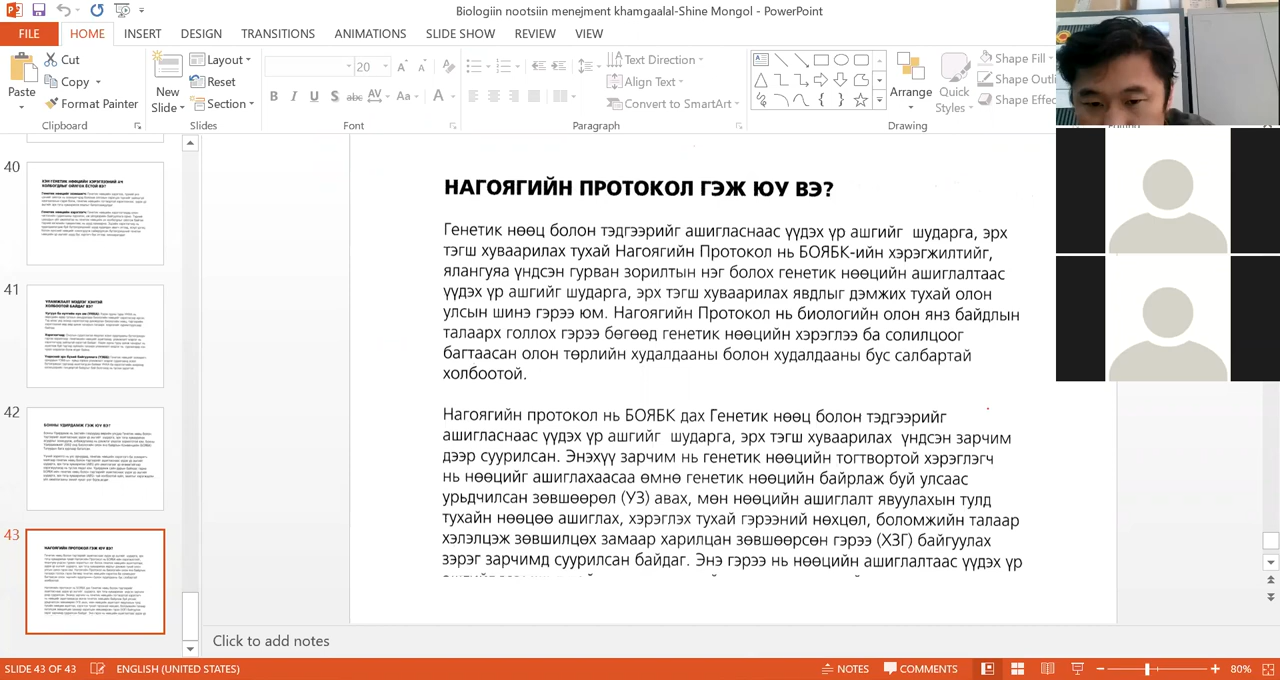 Biologiin nootsiin menejment khamgaalal-Shine Mongol - PowerPoint
FILE HOME INSERT DESIGN TRANSITIONS ANIMATIONS SLIDE SHOW REVIEW VIEW
Paste
Cut
Copy
Format Painter
Clipboard
New Slide
Layout
Reset
Section
Slides
20
Font
Text Direction
Align Text
Convert to SmartArt
Paragraph
Arrange
Quick Styles
Shape Fill
Drawing
40
41
42
43
НАГОЯГИЙН ПРОТОКОЛ ГЭЖ ЮУ ВЭ?
Генетик нөөц болон тэдгээрийг ашигласнаас үүдэх үр ашгийг шударга, эрх
тэгш хуваарилах тухай Нагоягийн Протокол нь БОЯБК-ийн хэрэгжилтийг,
ялангуяа үндсэн гурван зорилтын нэг болох генетик нөөцийн ашиглалтаас
үүдэх үр ашгийг шударга, эрх тэгш хуваарилах явдлыг дэмжих тухай олон
улсын шинэ гэрээ юм. Нагоягийн Протокол нь биологийн олон янз байдлын
талаар хийгдсэн гэрээ бөгөөд генетик нөөцийн хэрэглээ ба солилцоог
багтаасан олон төрлийн худалдааны болон худалдааны бус салбартай
холбоотой.
Нагоягийн протокол нь БОЯБК дах Генетик нөөц болон тэдгээрийг
ашигласнаас үүдэх үр ашгийг шударга, эрх тэгш хуваарилах үндсэн зарчим
дээр суурилсан. Энэхүү зарчим нь генетик нөөцийн тогтвортой хэрэглэгч
нь нөөцийг ашиглахаасаа өмнө генетик нөөцийн байрлаж буй улсаас
урьдчилсан зөвшөөрөл (УЗ) авах, мөн нөөцийн ашиглалт явуулахын тулд
тухайн нөөцөө ашиглах, хэрэглэх тухай гэрээний нөхцөл, боломжийн талаар
хэлэлцэж зөвшилцөх замаар харилцан зөвшөөрсөн гэрээ (ХЗГ) байгуулах
үүрэг дээр суурилсан байдаг. Энэ гэрээ нь нөөцийн ашиглалтаас үүдэх үр
Click to add notes
SLIDE 43 OF 43 ENGLISH (UNITED STATES) NOTES COMMENTS 80%